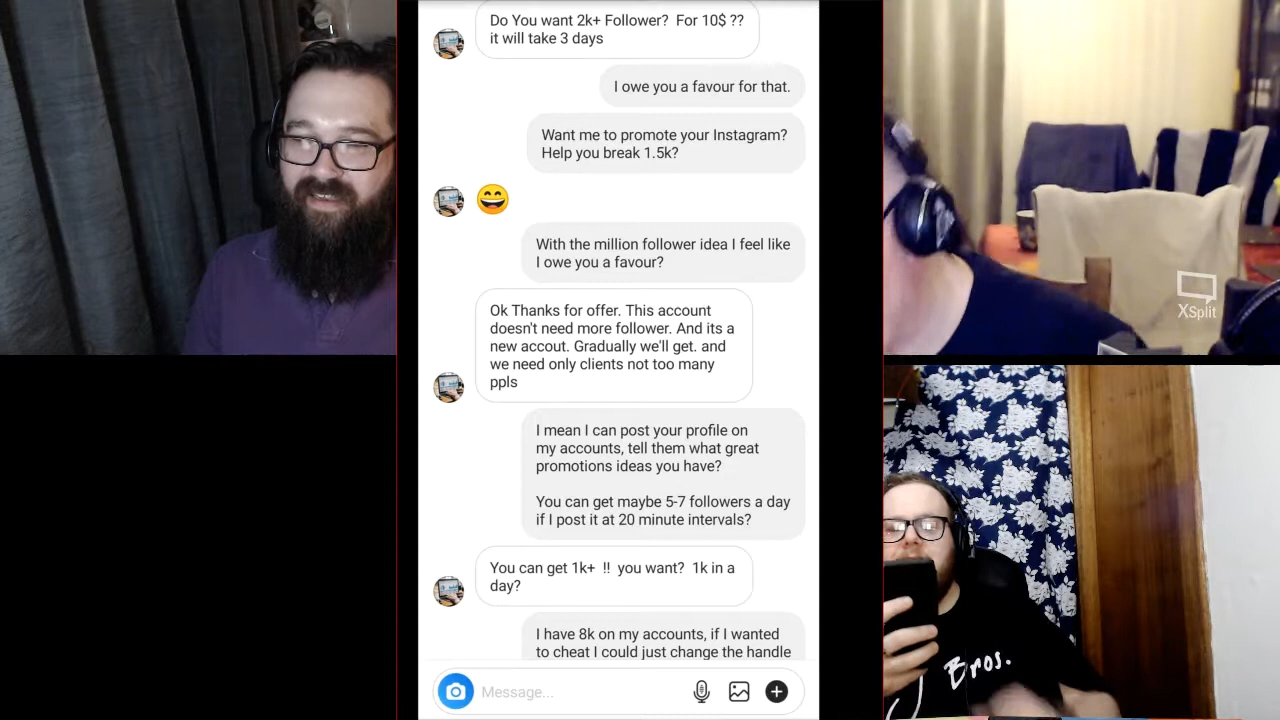 Do You want 2k+ Follower? For 10$ ??
it will take 3 days
I owe you a favour for that.
Want me to promote your Instagram?
Help you break 1.5k?
With the million follower idea I feel like
I owe you a favour?
Ok Thanks for offer. This account
doesn't need more follower. And its a
new accout. Gradually we'll get. and
we need only clients not too many
ppls
I mean I can post your profile on
my accounts, tell them what great
promotions ideas you have?
You can get maybe 5-7 followers a day
if I post it at 20 minute intervals?
You can get 1k+ !! you want? 1k in a
day?
I have 8k on my accounts, if I wanted
to cheat I could just change the handle
Message...
XSplit
Bros.